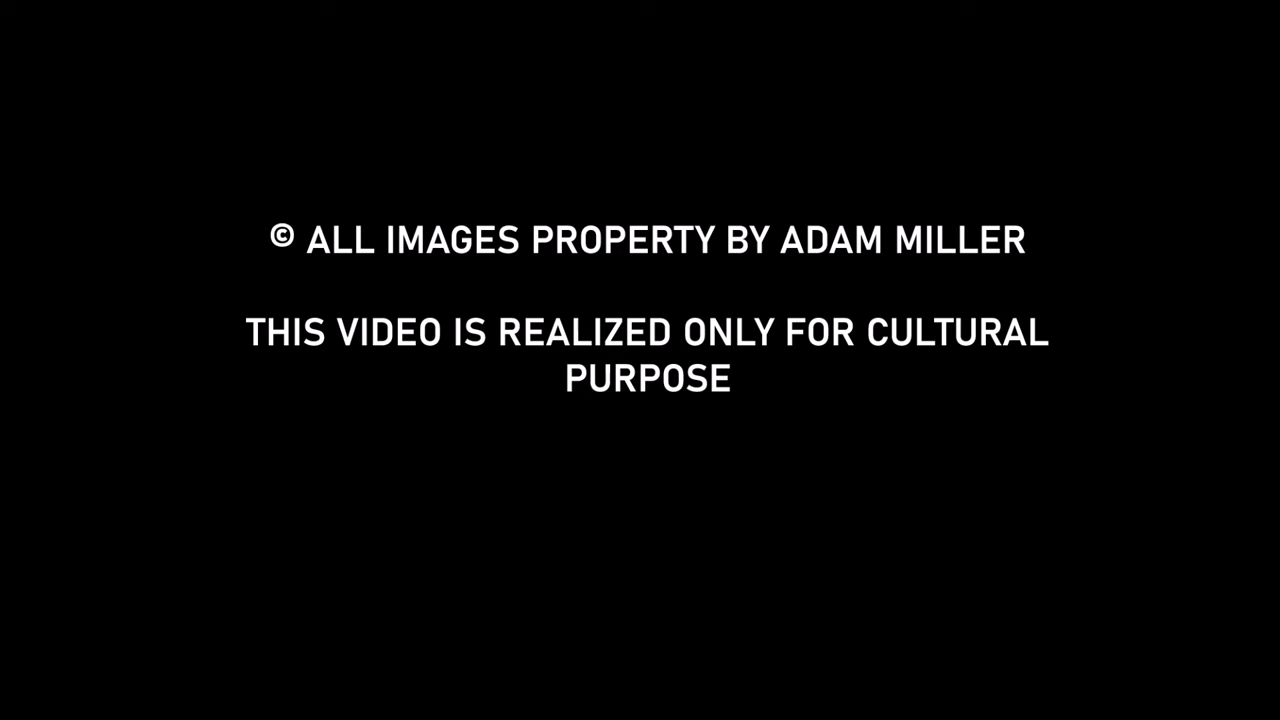 © ALL IMAGES PROPERTY BY ADAM MILLER
THIS VIDEO IS REALIZED ONLY FOR CULTURAL
PURPOSE